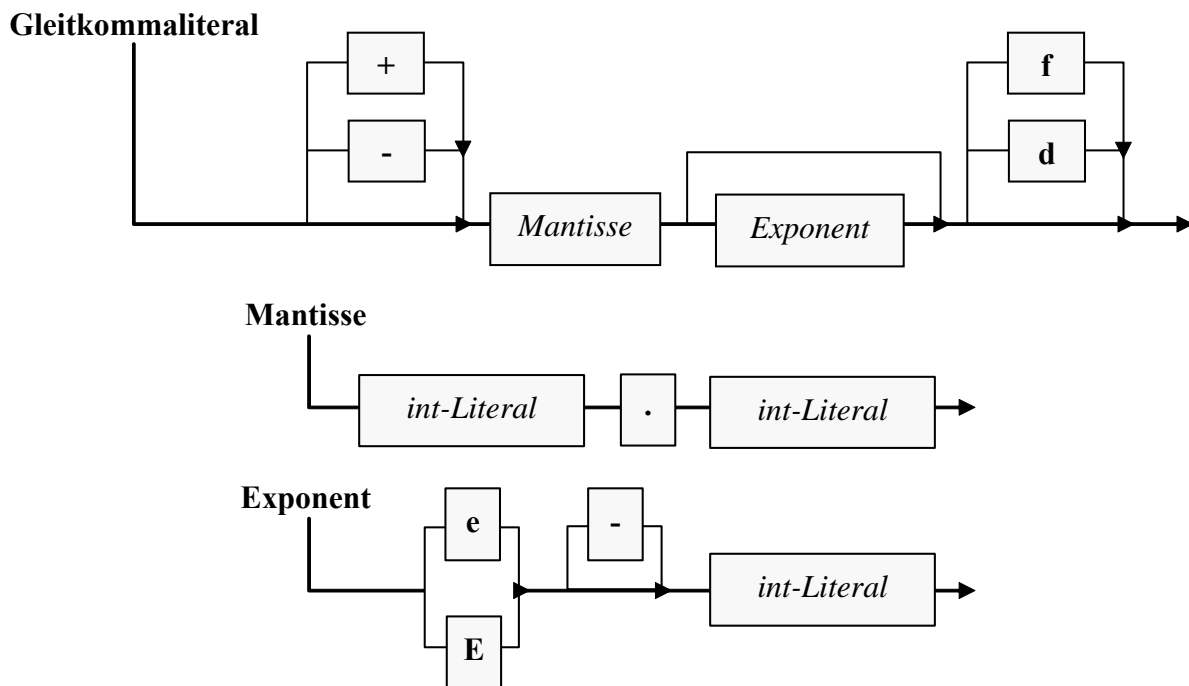 Gleitkommaliteral
+
f
-
d
Mantisse
Exponent
Mantisse
int-Literal . int-Literal
Exponent
e
-
int-Literal
E